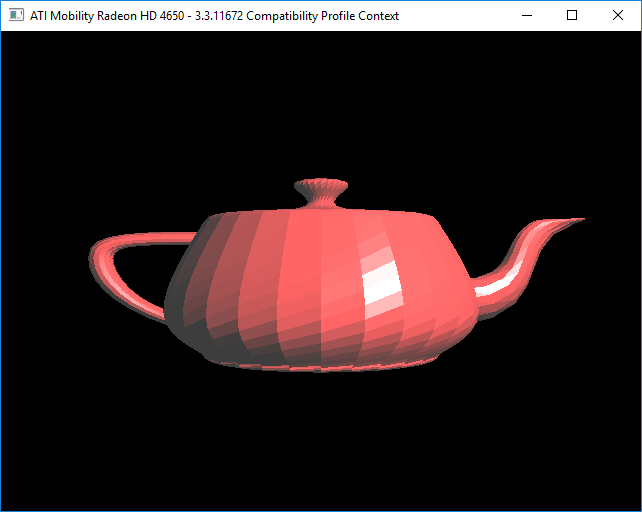 ATI Mobility Radeon HD 4650 - 3.3.11672 Compatibility Profile Context